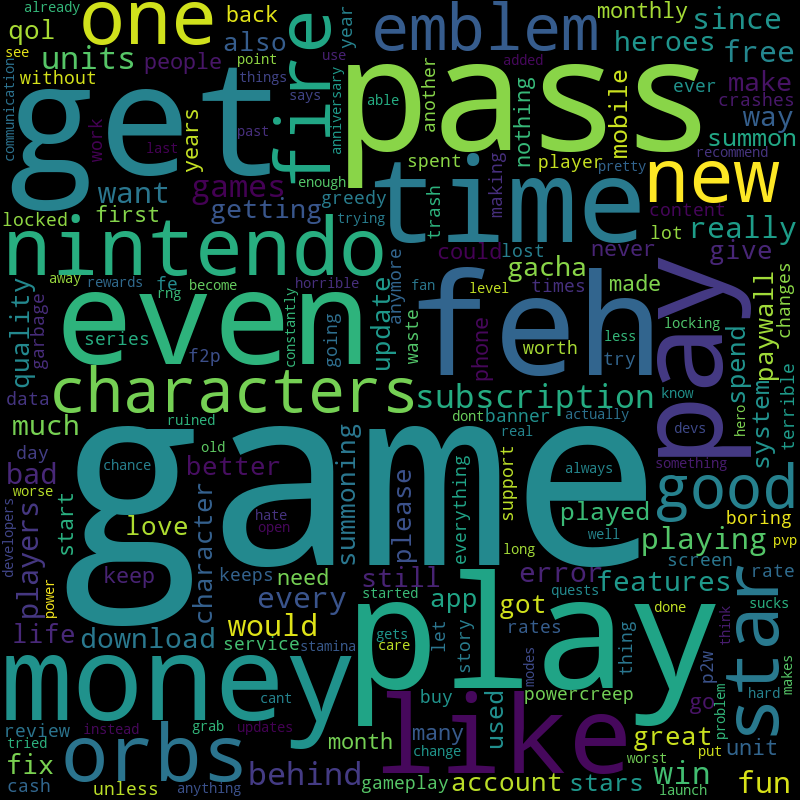 already
qol
one
back
year
monthly
since
see
units
people
also
emblem
heroes
free
without
point
things
use
fire
anniversary
pass
added
ever
make
crashes
way
communication
get
work
last
years
says
past
able
another
nothing
mobile
summon
recommend
want
games
enough
greedy
spent
player
making
pretty
locked
first
getting
trying
trash
time
new
content
really
nintendo
could
lost
never
lot
give
away
rewards
fe
become
horrible
anymore
fan
level
gacha
times
made
pay
changes
quality
garbage
rng
even
constantly
going
update
waste
feh
phone
worth
less
try
locking
paywall
series
f2p
data
characters
subscription
know
spend
system
terrible
hero
much
ruined
dont
banner
actually
devs
day
bad
old
real
something
worse
chance
better
game
summoning
always
good
developers
start
love
hate
open
character
please
everything
support
played
boring
players
well
playing
pvp
power
keep
keeps
need
still
long
error
screen
rate
features
star
sucks
life
download
every
would
service
stamina
started
play
app
got
quests
done
think
gets
care
let
story
rates
thing
modes
p2w
money
cant
buy
powercreep
go
problem
hard
makes
review
instead
grab
updates
like
used
many
change
great
put
unit
tried
fix
orbs
behind
month
gameplay
account
stars
worst
win
launch
cash
unless
anything
fun